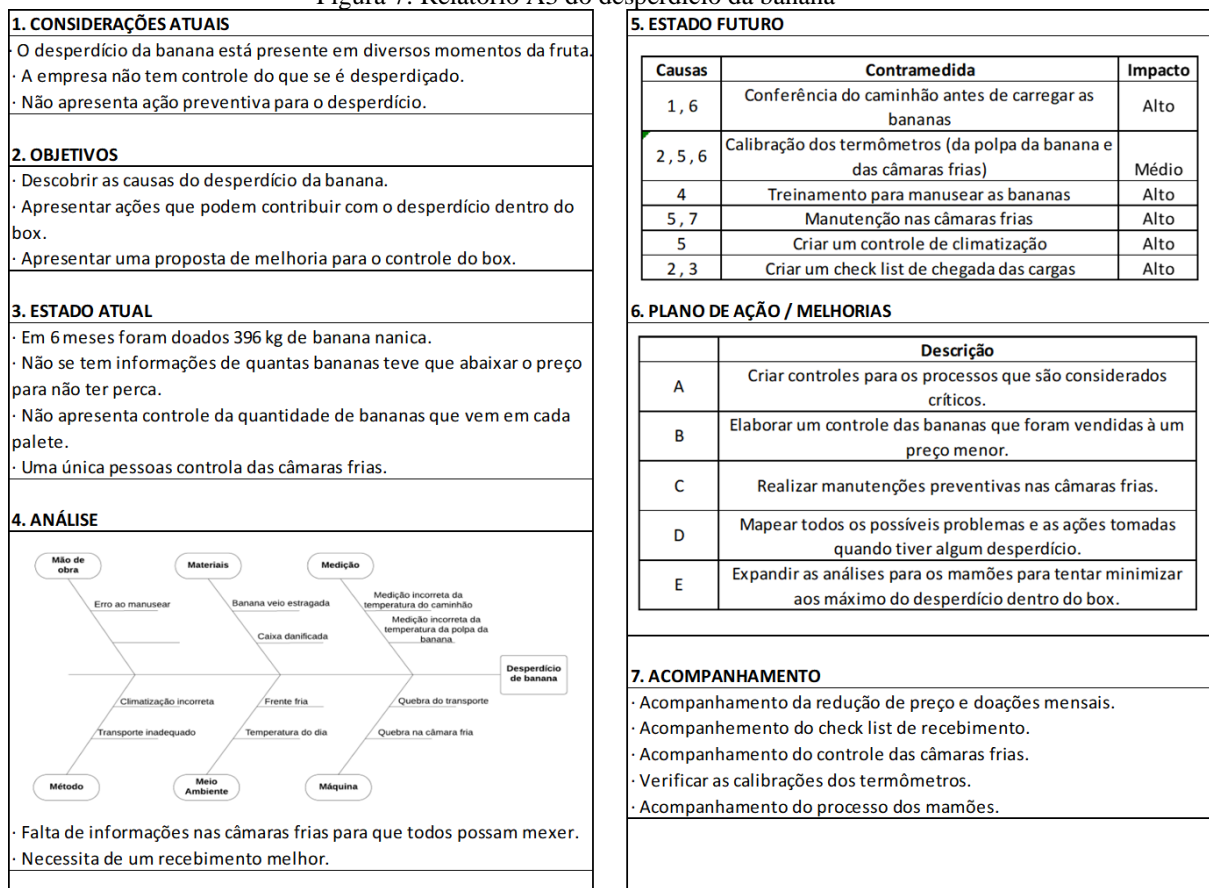 Figura 7. Relatório A3 do desperdício da banana
1. CONSIDERAÇÕES ATUAIS
· O desperdício da banana está presente em diversos momentos da fruta.
· A empresa não tem controle do que se é desperdiçado.
· Não apresenta ação preventiva para o desperdício.
2. OBJETIVOS
· Descobrir as causas do desperdício da banana.
· Apresentar ações que podem contribuir com o desperdício dentro do
box.
· Apresentar uma proposta de melhoria para o controle do box.
3. ESTADO ATUAL
· Em 6 meses foram doados 396 kg de banana nanica.
· Não se tem informações de quantas bananas teve que abaixar o preço
para não ter perca.
· Não apresenta controle da quantidade de bananas que vem em cada
palete.
· Uma única pessoas controla das câmaras frias.
4. ANÁLISE
Mão de
obra
Materiais
Medição
Erro ao manusear
Banana veio estragada
Medição incorreta da
temperatura do caminhão
Medição incorreta da
temperatura da polpa da
banana
Caixa danificada
Desperdício
de banana
Climatização incorreta
Frente fria
Quebra do transporte
Transporte inadequado
Temperatura do dia
Quebra na câmara fria
Método
Meio
Ambiente
Máquina
· Falta de informações nas câmaras frias para que todos possam mexer.
· Necessita de um recebimento melhor.
5. ESTADO FUTURO
Causas Contramedida Impacto
1 , 6 Conferência do caminhão antes de carregar as
bananas Alto
2 , 5 , 6 Calibração dos termômetros (da polpa da banana e
das câmaras frias) Médio
4 Treinamento para manusear as bananas Alto
5 , 7 Manutenção nas câmaras frias Alto
5 Criar um controle de climatização Alto
2 , 3 Criar um check list de chegada das cargas Alto
6. PLANO DE AÇÃO / MELHORIAS
Descrição
A Criar controles para os processos que são considerados
críticos.
B Elaborar um controle das bananas que foram vendidas à um
preço menor.
C Realizar manutenções preventivas nas câmaras frias.
D Mapear todos os possíveis problemas e as ações tomadas
quando tiver algum desperdício.
E Expandir as análises para os mamões para tentar minimizar
aos máximo do desperdício dentro do box.
7. ACOMPANHAMENTO
· Acompanhamento da redução de preço e doações mensais.
· Acompanhemento do check list de recebimento.
· Acompanhamento do controle das câmaras frias.
· Verificar as calibrações dos termômetros.
· Acompanhamento do processo dos mamões.